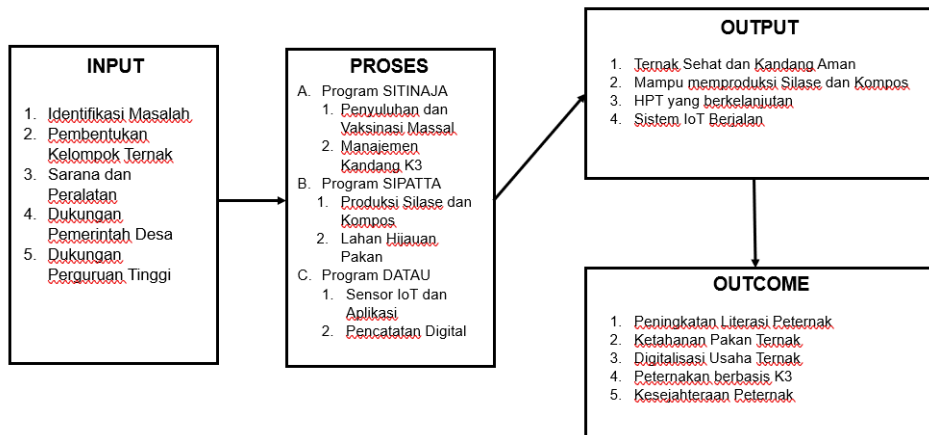 INPUT
1. Identifikasi Masalah
2. Pembentukan
Kelompok Ternak
3. Sarana dan
Peralatan
4. Dukungan
Pemerintah Desa
5. Dukungan
Perguruan Tinggi
PROSES
A. Program SITINAJA
1. Penyuluhan dan
Vaksinasi Massal
2. Manajemen
Kandang K3
B. Program SIPATTA
1. Produksi Silase dan
Kompos
2. Lahan Hijauan
Pakan
C. Program DATAU
1. Sensor IoT dan
Aplikasi
2. Pencatatan Digital
OUTPUT
1. Ternak Sehat dan Kandang Aman
2. Mampu memproduksi Silase dan Kompos
3. HPT yang berkelanjutan
4. Sistem IoT Berjalan
OUTCOME
1. Peningkatan Literasi Peternak
2. Ketahanan Pakan Ternak
3. Digitalisasi Usaha Ternak
4. Peternakan berbasis K3
5. Kesejahteraan Peternak